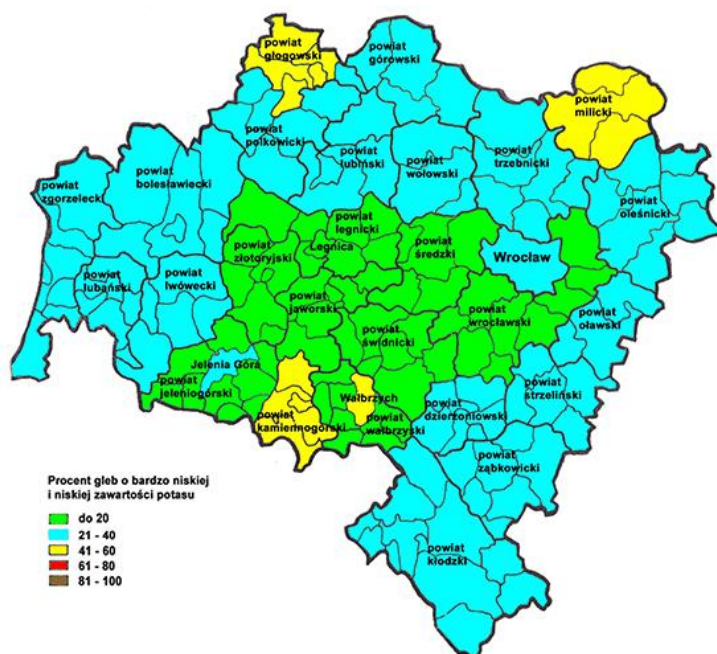 powiat
głogowski
powiat
górowski
powiat
milicki
powiat
polkowicki
powiat
lubiński
powiat
wołowski
powiat
trzebnicki
powiat
zgorzelecki
powiat
bolesławiecki
powiat
oleśnicki
powiat
legnicki
Legnica
powiat
złotoryjski
powiat
średzki
Wrocław
powiat
lubański
powiat
lwówecki
powiat
jaworski
powiat
wrocławski
powiat
oławski
powiat
świdnicki
Jelenia Góra
powiat
jeleniogórski
powiat
kamiennogórski
Wałbrzych
powiat
wałbrzyski
powiat
dzierżoniowski
powiat
strzeliński
powiat
ząbkowicki
powiat
kłodzki
Procent gleb o bardzo niskiej
i niskiej zawartości potasu
do 20
21 - 40
41 - 60
61 - 80
81 - 100